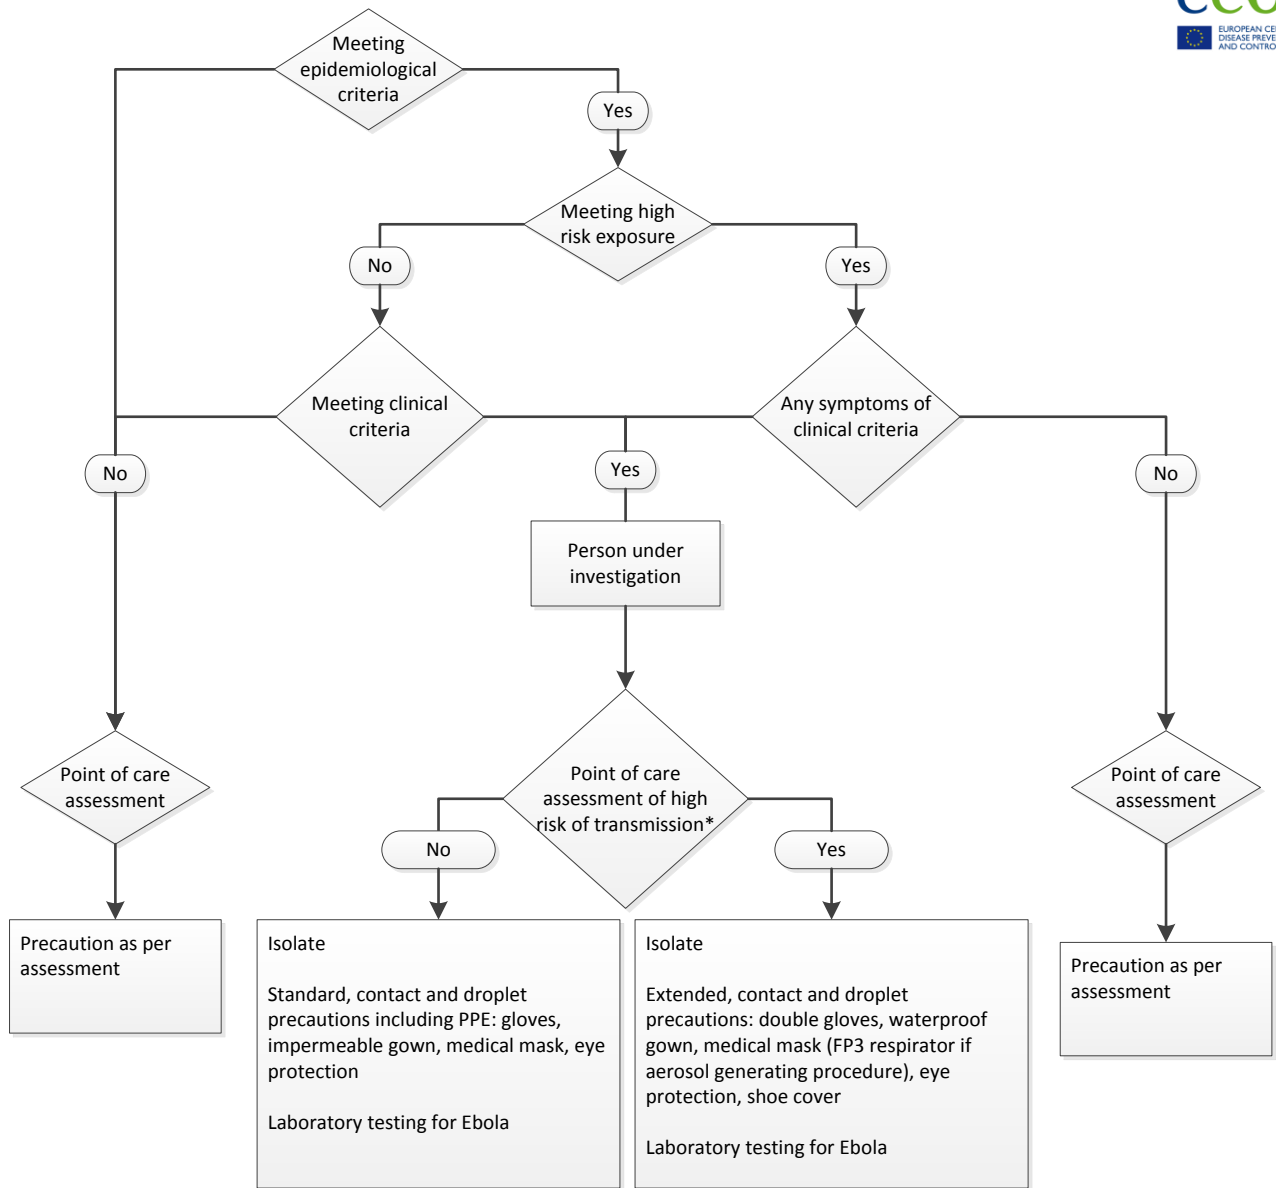 EUROPEAN
DISEASE
AND
Meeting
epidemiological
criteria
Yes
Meeting high
risk exposure
No
Yes
Meeting clinical
criteria
Any symptoms of
clinical criteria
No
Yes
No
Person under
investigation
Point of care
assessment
Point of care
assessment of high
risk of transmission*
Point of care
assessment
No
Yes
Precaution as per
assessment
Isolate
Standard, contact and droplet
precautions including PPE: gloves,
impermeable gown, medical mask, eye
protection
Laboratory testing for Ebola
Isolate
Extended, contact and droplet
precautions: double gloves, waterproof
gown, medical mask (FP3 respirator if
aerosol generating procedure), eye
protection, shoe cover
Laboratory testing for Ebola
Precaution as per
assessment